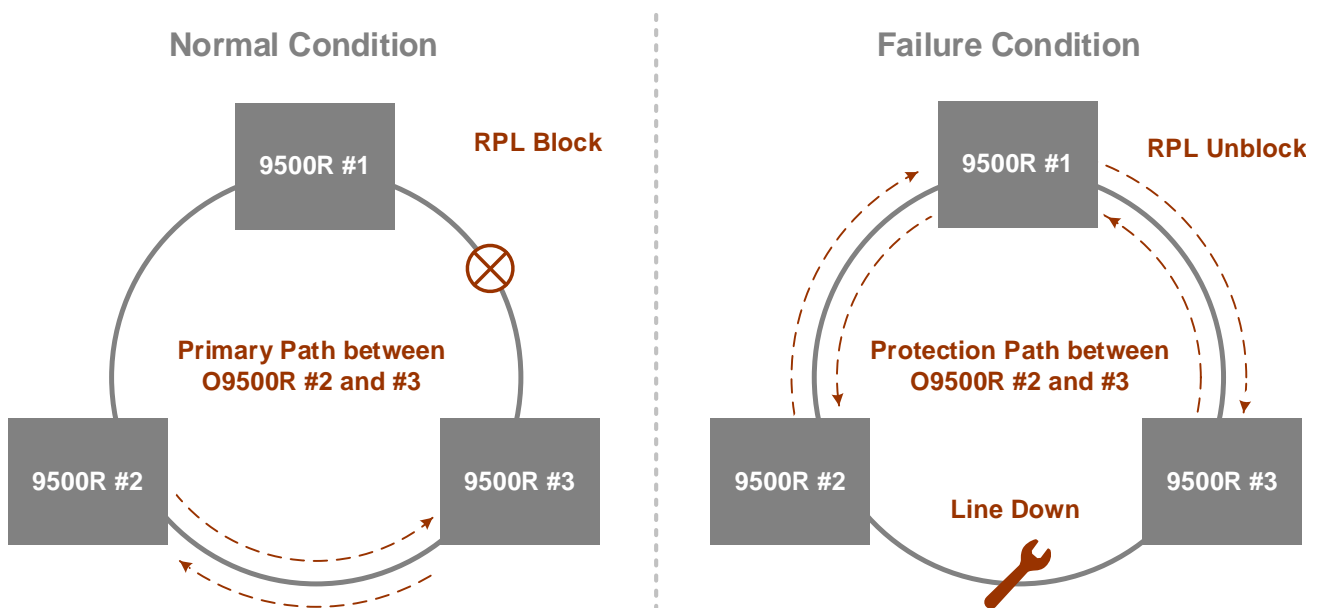 Normal Condition
RPL Block
9500R #1
Primary Path between
O9500R #2 and #3
9500R #2
9500R #3
Failure Condition
RPL Unblock
9500R #1
Protection Path between
O9500R #2 and #3
9500R #2
9500R #3
Line Down